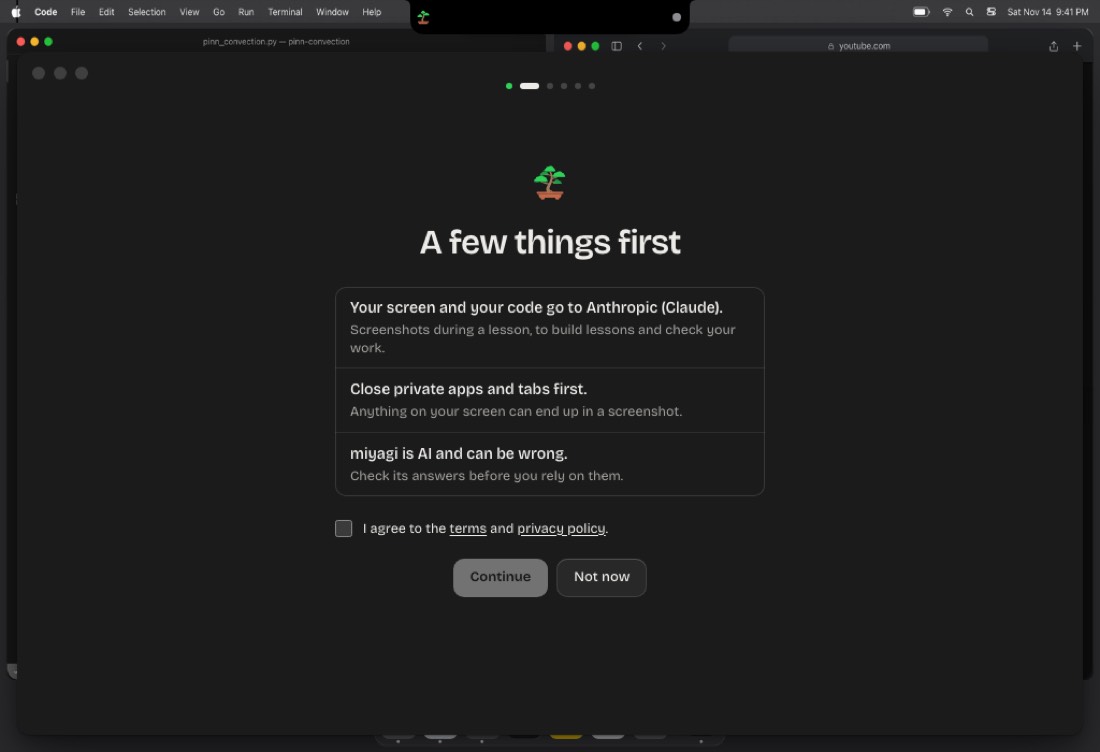 Code File Edit Selection View Go Run Terminal Window Help Sat Nov 14 9:41 PM
pinn_convection.py — pinn-convection
youtube.com
A few things first
Your screen and your code go to Anthropic (Claude).
Screenshots during a lesson, to build lessons and check your
work.
Close private apps and tabs first.
Anything on your screen can end up in a screenshot.
miyagi is AI and can be wrong.
Check its answers before you rely on them.
I agree to the terms and privacy policy.
Continue Not now